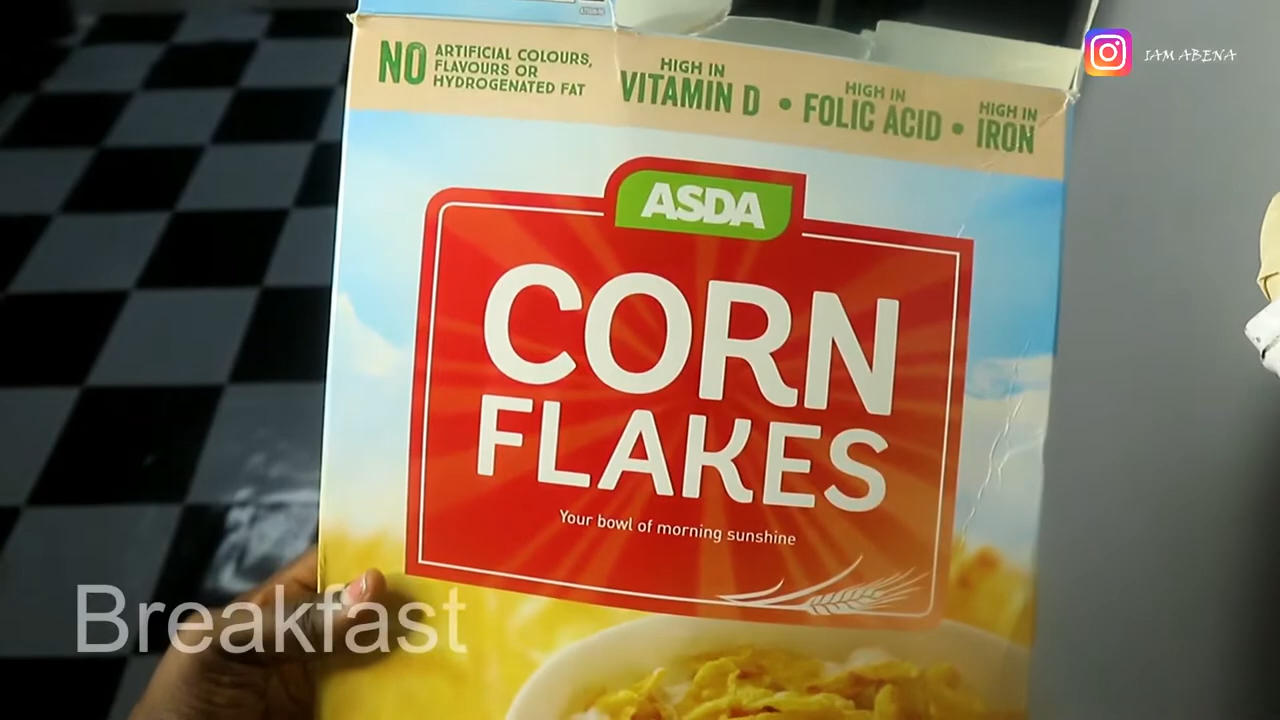 NO ARTIFICIAL COLOURS,
FLAVOURS OR
HYDROGENATED FAT
HIGH IN
VITAMIN D
•
HIGH IN
FOLIC ACID
•
HIGH IN
IRON
IAM ABENA
ASDA
CORN
FLAKES
Your bowl of morning sunshine
Breakfast